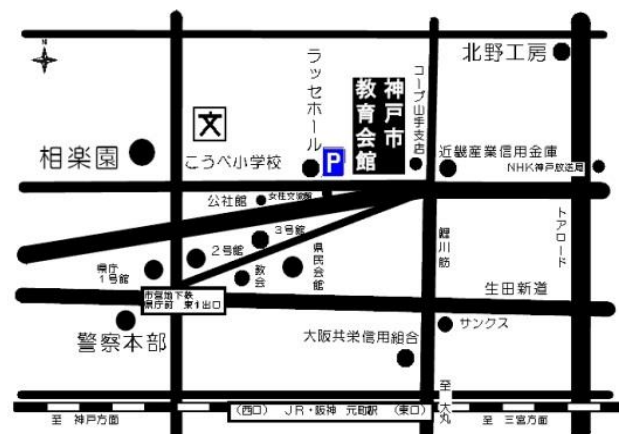 N
北野工房
ラッセホール
神戸市
教育会館
コープ山手支店
文
相楽園
こうべ小学校
P
近畿産業信用金庫
NHK神戸放送局
公社館
女性交流館
3号館
2号館
県庁
1号館
教会
県民会館
鯉川筋
トアロード
市営地下鉄
県庁前 東1出口
生田新道
警察本部
サンクス
大阪共栄信用組合
至 大丸
(西口) JR・阪神 元町駅 (東口)
至 神戸方面
至 三宮方面